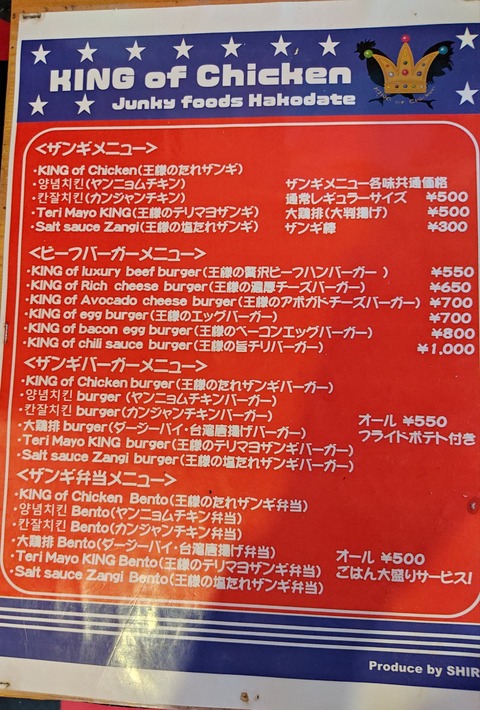 KING of Chicken
Junky foods Hakodate
<ザンギメニュー>
・KING of Chicken(王様のたれザンギ)
・양념치킨(ヤンニョムチキン) ザンギメニュー各味共通価格
・칸잘치킨(カンジャンチキン) 通常レギュラーサイズ ¥500
・Teri Mayo KING(王様のテリマヨザンギ) 大鶏排(大判揚げ) ¥500
・Salt sauce Zangi(王様の塩たれザンギ) ザンギ棒 ¥300
<ビーフバーガーメニュー>
・KING of luxury beef burger(王様の贅沢ビーフハンバーガー ) ¥550
・KING of Rich cheese burger(王様の濃厚チーズバーガー) ¥650
・KING of Avocado cheese burger(王様のアボガドチーズバーガー) ¥700
・KING of egg burger(王様のエッグバーガー) ¥700
・KING of bacon egg burger(王様のベーコンエッグバーガー) ¥800
・KING of chili sauce burger(王様の旨チリバーガー) ¥1,000
<ザンギバーガーメニュー>
・KING of Chicken burger(王様のたれザンギバーガー)
・양념치킨 burger(ヤンニョムチキンバーガー)
・칸잘치킨 burger(カンジャンチキンバーガー)
・大鶏排 burger(ダージーパイ・台湾唐揚げバーガー) オール ¥550
・Teri Mayo KING burger(王様のテリマヨザンギバーガー) フライドポテト付き
・Salt sauce Zangi burger(王様の塩たれザンギバーガー)
<ザンギ弁当メニュー>
・KING of Chicken Bento(王様のたれザンギ弁当)
・양념치킨 Bento(ヤンニョムチキン弁当)
・칸잘치킨 Bento(カンジャンチキン弁当)
・大鶏排 Bento(ダージーパイ・台湾唐揚げ弁当) オール ¥500
・Teri Mayo KING Bento(王様のテリマヨザンギ弁当) ごはん大盛りサービス!
・Salt sauce Zangi Bento(王様の塩たれザンギ弁当)
Produce by SHIR